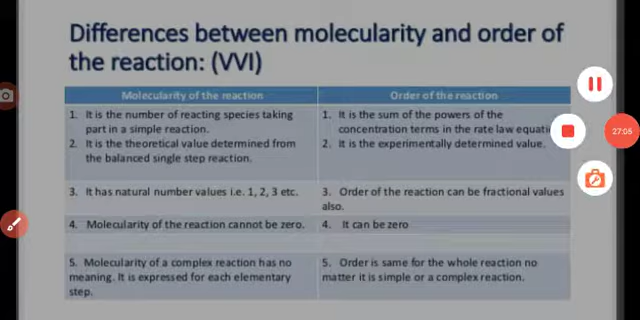 Differences between molecularity and order of
the reaction: (VVI)
Molecularity of the reaction
Order of the reaction
1. It is the number of reacting species taking
part in a simple reaction.
2. It is the theoretical value determined from
the balanced single step reaction.
1. It is the sum of the powers of the
concentration terms in the rate law equati
2. It is the experimentally determined value.
3. It has natural number values i.e. 1, 2, 3 etc.
3. Order of the reaction can be fractional values
also.
4. Molecularity of the reaction cannot be zero.
4. It can be zero
5. Molecularity of a complex reaction has no
meaning. It is expressed for each elementary
step.
5. Order is same for the whole reaction no
matter it is simple or a complex reaction.
27:05